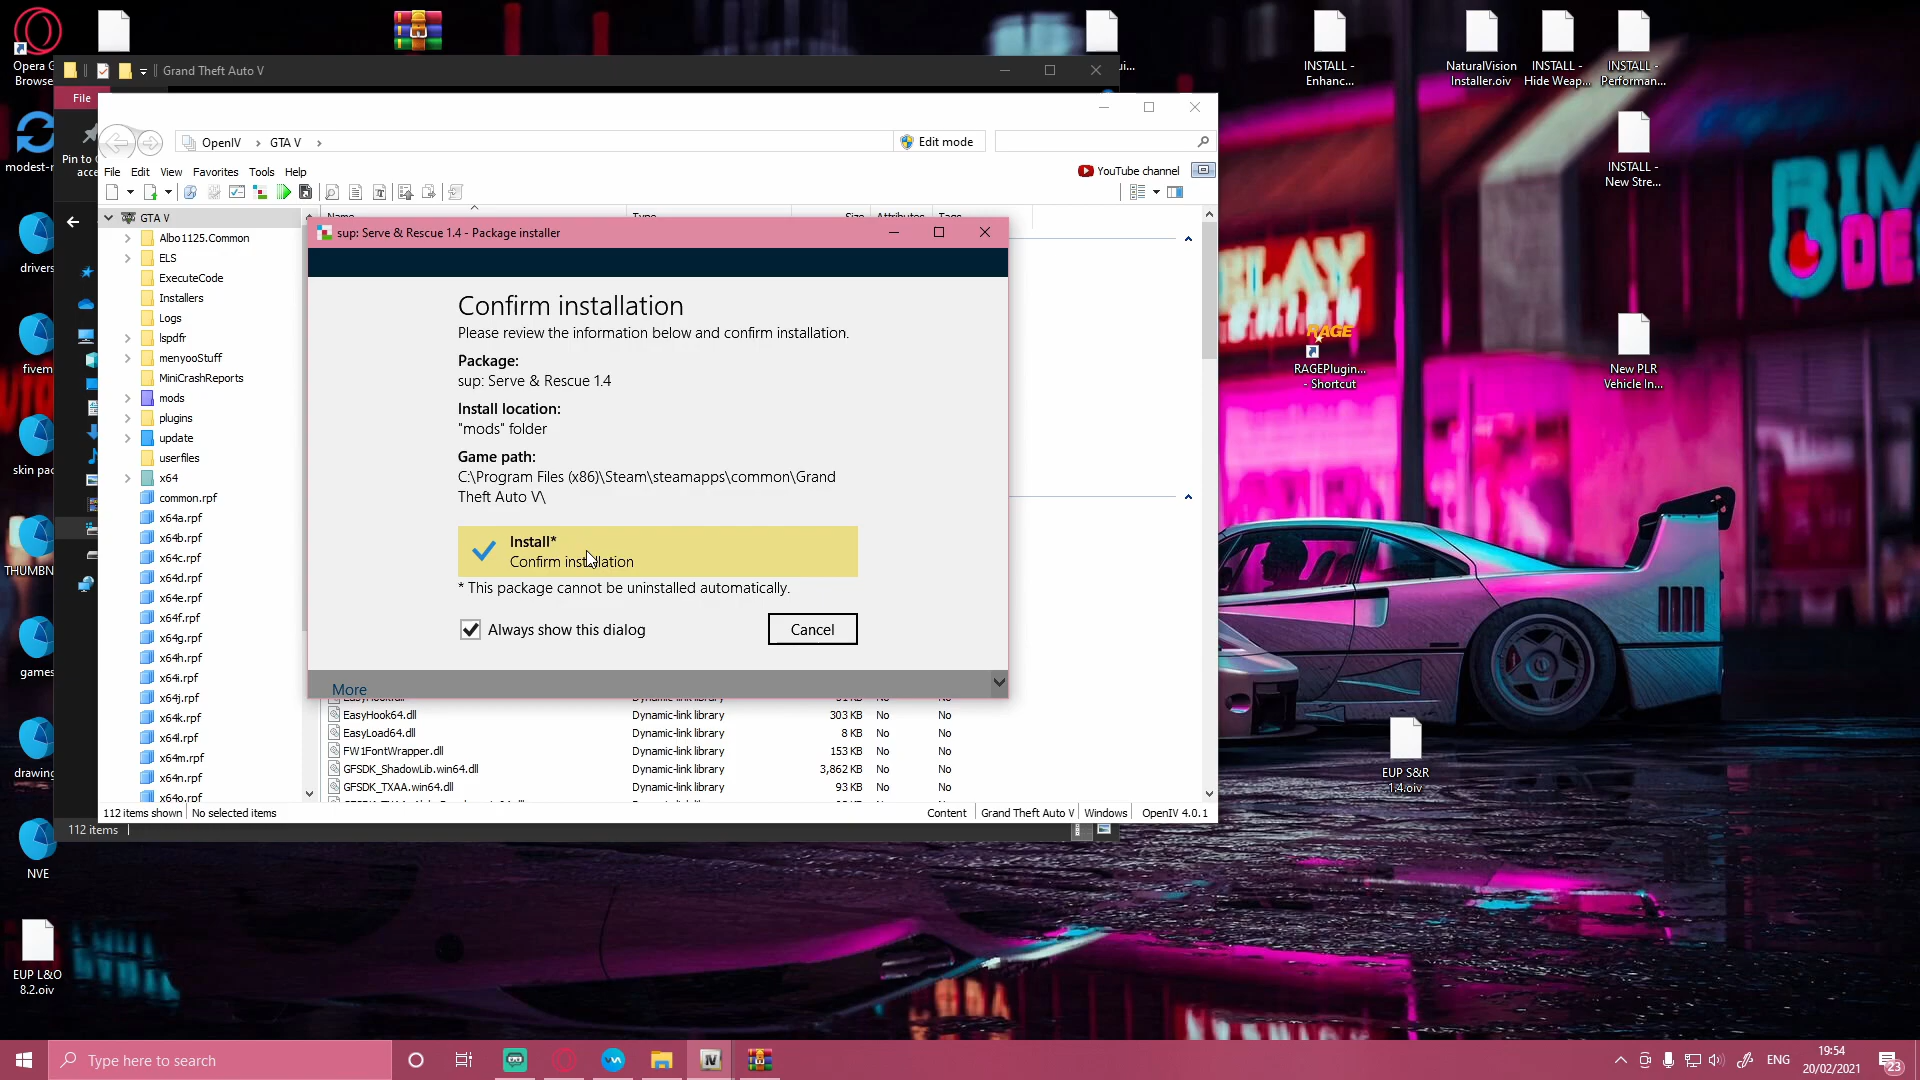 Opera G
Browse
modest-r
drivers
fivem
skin pac
THUMBN
games
drawing
NVE
EUP L&O
8.2.oiv
Grand Theft Auto V
File
Pin to
acce
112 items
OpenIV
GTA V
Edit mode
File Edit View Favorites Tools Help
YouTube channel
GTA V
Albo1125.Common
ELS
ExecuteCode
Installers
Logs
lspdfr
menyooStuff
MiniCrashReports
mods
plugins
update
userfiles
x64
common.rpf
x64a.rpf
x64b.rpf
x64c.rpf
x64d.rpf
x64e.rpf
x64f.rpf
x64g.rpf
x64h.rpf
x64i.rpf
x64j.rpf
x64k.rpf
x64l.rpf
x64m.rpf
x64n.rpf
x64o.rpf
Name Type Size Attributes Tags
sup: Serve & Rescue 1.4 - Package installer
Confirm installation
Please review the information below and confirm installation.
Package:
sup: Serve & Rescue 1.4
Install location:
"mods" folder
Game path:
C:\Program Files (x86)\Steam\steamapps\common\Grand
Theft Auto V\
Install*
Confirm installation
* This package cannot be uninstalled automatically.
Always show this dialog
Cancel
More
EasyHook64.dll Dynamic-link library 303 KB No No
EasyLoad64.dll Dynamic-link library 8 KB No No
FW1FontWrapper.dll Dynamic-link library 153 KB No No
GFSDK_ShadowLib.win64.dll Dynamic-link library 3,862 KB No No
GFSDK_TXAA.win64.dll Dynamic-link library 93 KB No No
112 items shown No selected items Content Grand Theft Auto V Windows OpenIV 4.0.1
INSTALL -
Enhanc...
NaturalVision
Installer.oiv
INSTALL -
Hide Weap...
INSTALL -
Performan...
INSTALL -
New Stre...
RAGE
RAGEPlugin...
- Shortcut
New PLR
Vehicle In...
EUP S&R
1.4.oiv
Type here to search
ENG
19:54
20/02/2021
23